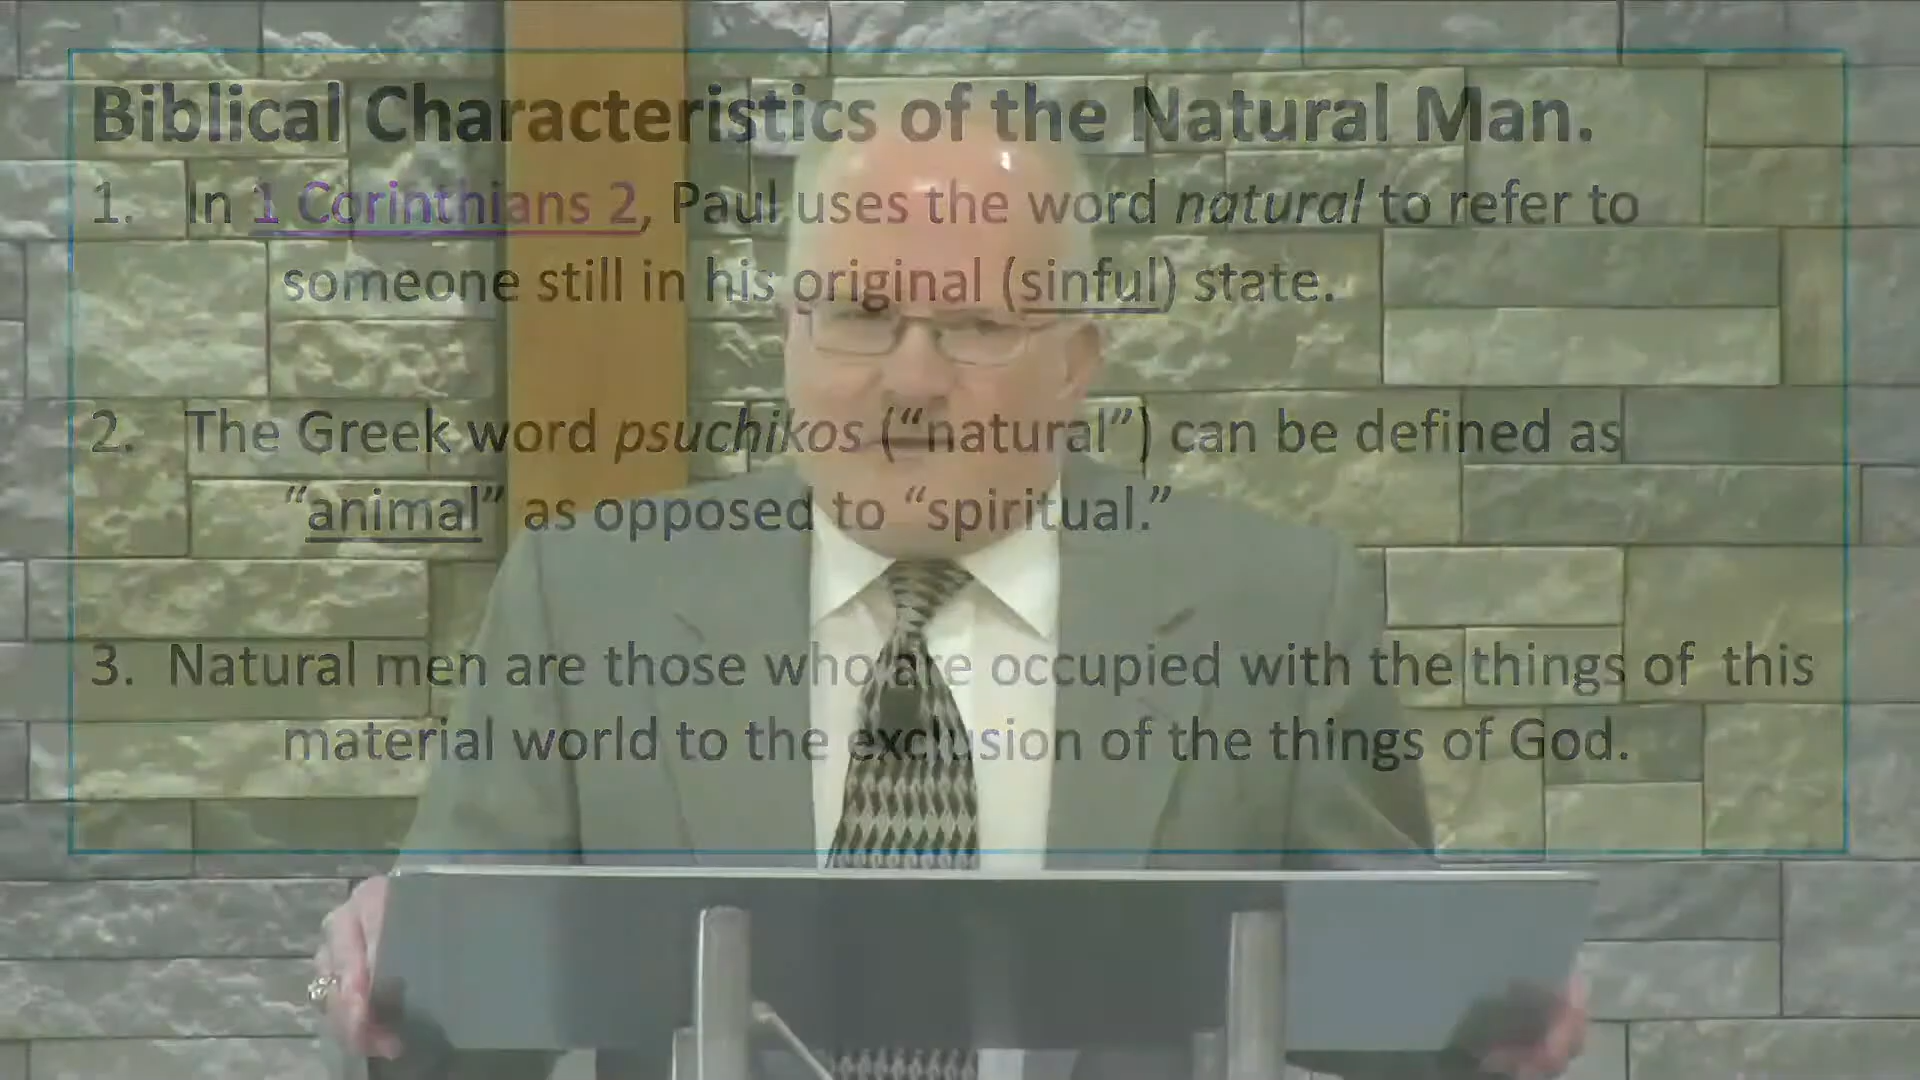 Biblical Characteristics of the Natural Man.
1. In 1 Corinthians 2, Paul uses the word natural to refer to
someone still in his original (sinful) state.
2. The Greek word psuchikos (“natural”) can be defined as
“animal” as opposed to “spiritual.”
3. Natural men are those who are occupied with the things of this
material world to the exclusion of the things of God.